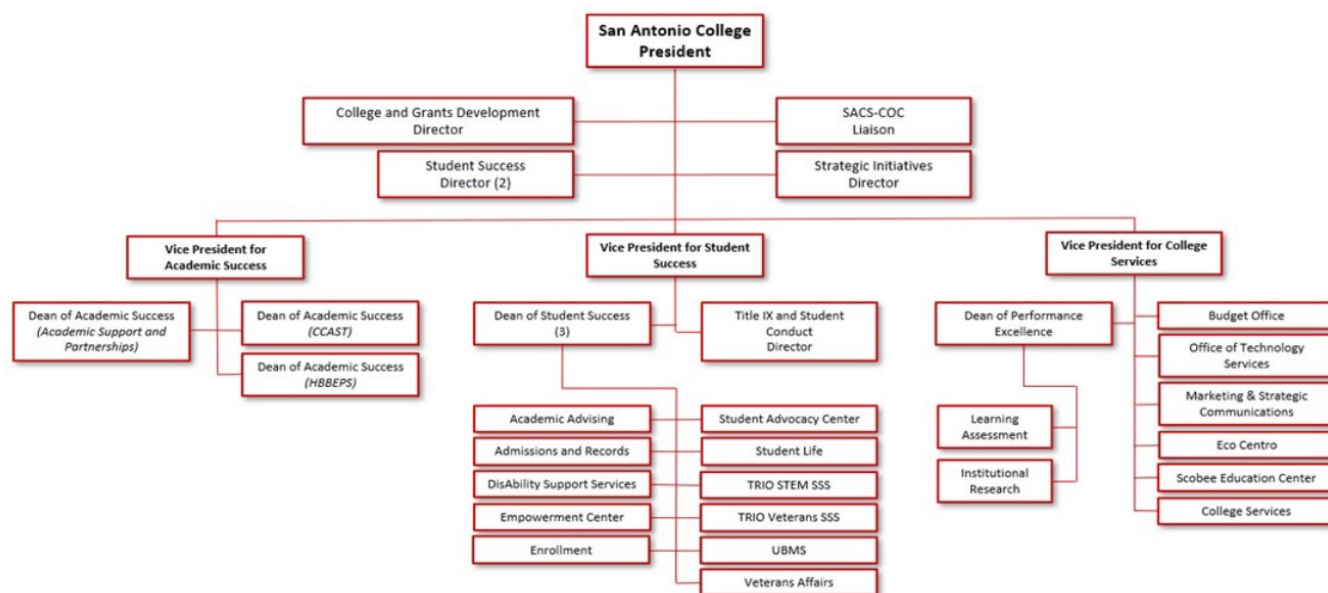 San Antonio College
President
College and Grants Development
Director
SACS-COC
Liaison
Student Success
Director (2)
Strategic Initiatives
Director
Vice President for
Academic Success
Vice President for Student
Success
Vice President for College
Services
Dean of Academic Success
(Academic Support and
Partnerships)
Dean of Academic Success
(CCAST)
Dean of Academic Success
(HBBEPS)
Dean of Student Success
(3)
Title IX and Student
Conduct
Director
Academic Advising
Student Advocacy Center
Admissions and Records
Student Life
DisAbility Support Services
TRIO STEM SSS
Empowerment Center
TRIO Veterans SSS
Enrollment
UBMS
Veterans Affairs
Dean of Performance
Excellence
Learning
Assessment
Institutional
Research
Budget Office
Office of Technology
Services
Marketing & Strategic
Communications
Eco Centro
Scobee Education Center
College Services